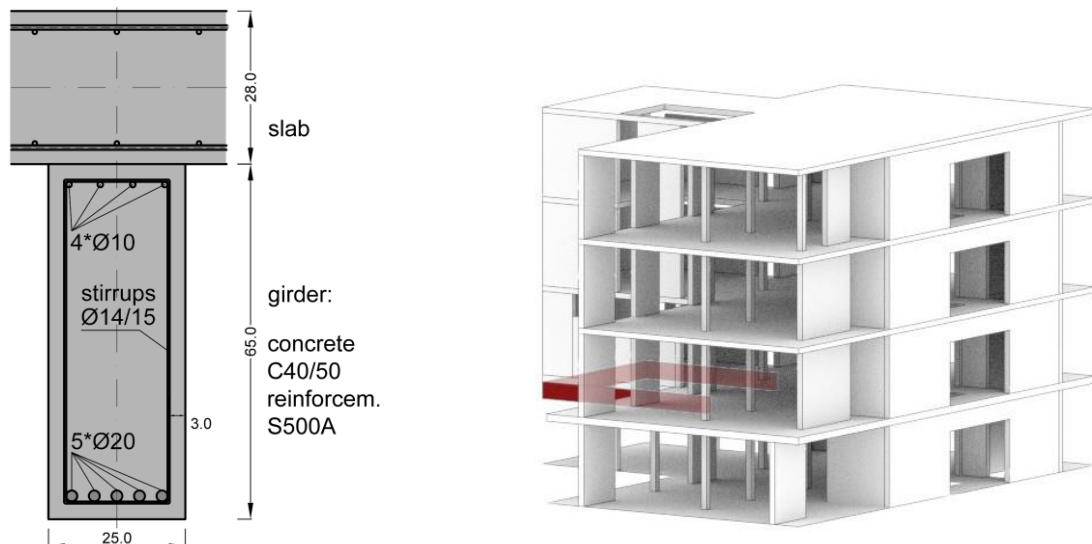 28.0
slab
4*Ø10
stirrups
Ø14/15
girder:
65.0
concrete
C40/50
reinforcem.
S500A
3.0
5*Ø20
25.0